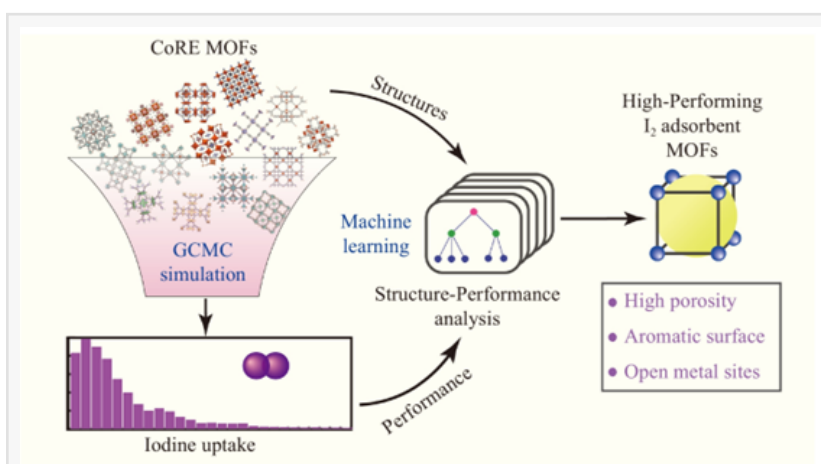 CoRE MOFs
Structures
High-Performing
I₂ adsorbent
MOFs
GCMC
simulation
Machine
learning
Structure-Performance
analysis
High porosity
Aromatic surface
Open metal sites
Performance
Iodine uptake